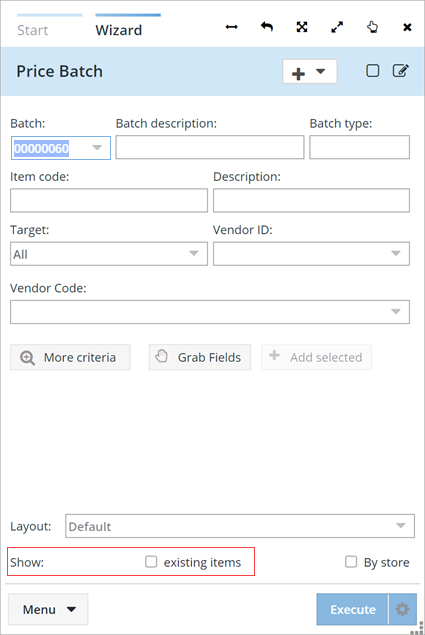 Start Wizard
Price Batch
Batch: Batch description: Batch type:
00000060
Item code: Description:
Target: Vendor ID:
All
Vendor Code:
More criteria Grab Fields Add selected
Layout: Default
Show: existing items By store
Menu Execute